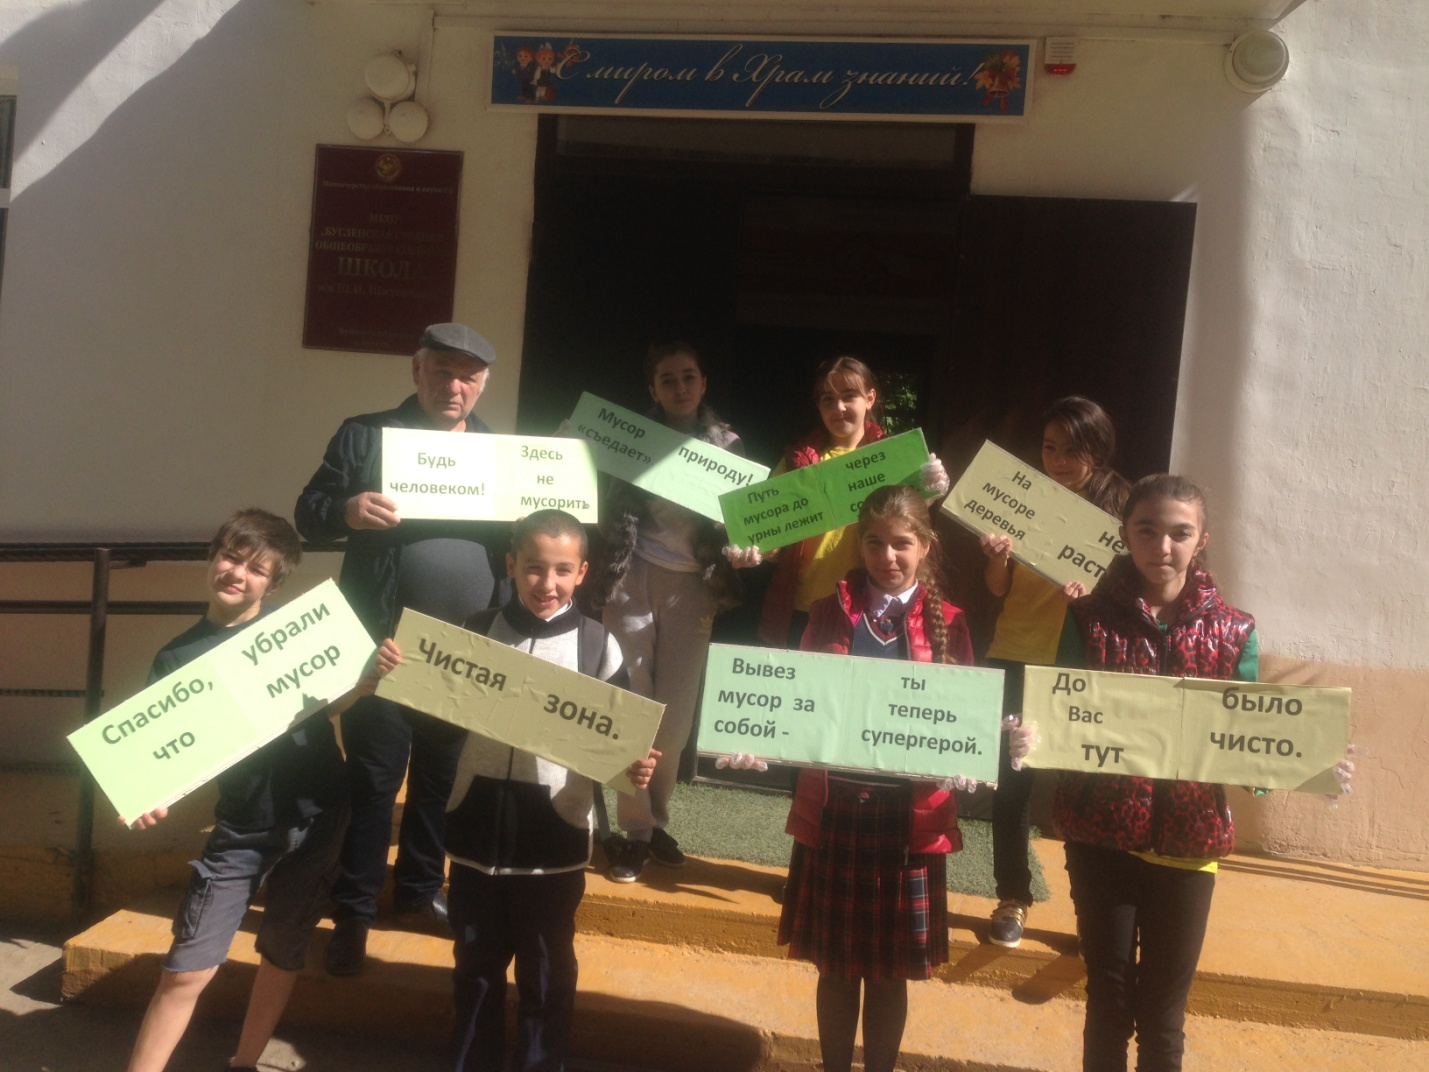 С миром в Храм знаний!
ШКОЛА
Будь
человеком!
Здесь
не
мусорить
Мусор
«съедает»
природу!
Путь
мусора до
урны лежит
через
наше
На
мусоре
деревья
не
раст
Спасибо,
что
убрали
мусор
Чистая
зона.
Вывез
мусор за
собой -
ты
теперь
супергерой.
До
Вас
тут
было
чисто.